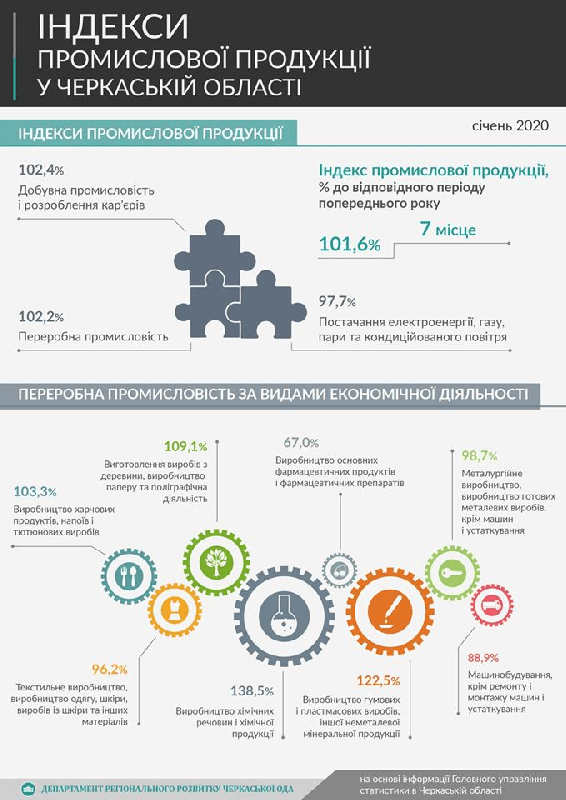 ІНДЕКСИ
ПРОМИСЛОВОЇ ПРОДУКЦІЇ
У ЧЕРКАСЬКІЙ ОБЛАСТІ
січень 2020
ІНДЕКСИ ПРОМИСЛОВОЇ ПРОДУКЦІЇ
102,4%
Добувна промисловість
і розроблення кар'єрів
Індекс промислової продукції,
% до відповідного періоду
попереднього року
101,6%
7 місце
102,2%
Переробна промисловість
97,7%
Постачання електроенергії, газу,
пари та кондиційованого повітря
ПЕРЕРОБНА ПРОМИСЛОВІСТЬ ЗА ВИДАМИ ЕКОНОМІЧНОЇ ДІЯЛЬНОСТІ
103,3%
Виробництво харчових
продуктів, напоїв і
тютюнових виробів
109,1%
Виготовлення виробів з
деревини, виробництво
паперу та поліграфічна
діяльність
67,0%
Виробництво основних
фармацевтичних продуктів
і фармацевтичних препаратів
98,7%
Металургійне
виробництво,
виробництво готових
металевих виробів,
крім машин
і устаткування
96,2%
Текстильне виробництво,
виробництво одягу, шкіри,
виробів із шкіри та інших
матеріалів
138,5%
Виробництво хімічних
речовин і хімічної
продукції
122,5%
Виробництво гумових
і пластмасових виробів,
іншої неметалевої
мінеральної продукції
88,9%
Машинобудування,
крім ремонту і
монтажу машин і
устаткування
ДЕПАРТАМЕНТ РЕГІОНАЛЬНОГО РОЗВИТКУ ЧЕРКАСЬКОЇ ОДА
на основі інформації Головного управління
статистики в Черкаській області